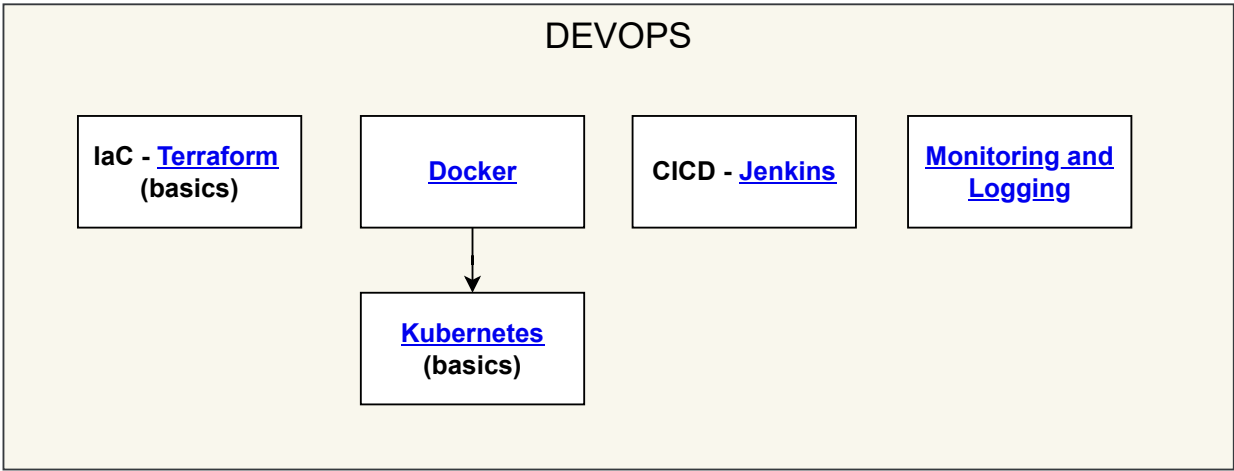 DEVOPS
IaC - Terraform
(basics)
Docker
CICD - Jenkins
Monitoring and
Logging
Kubernetes
(basics)